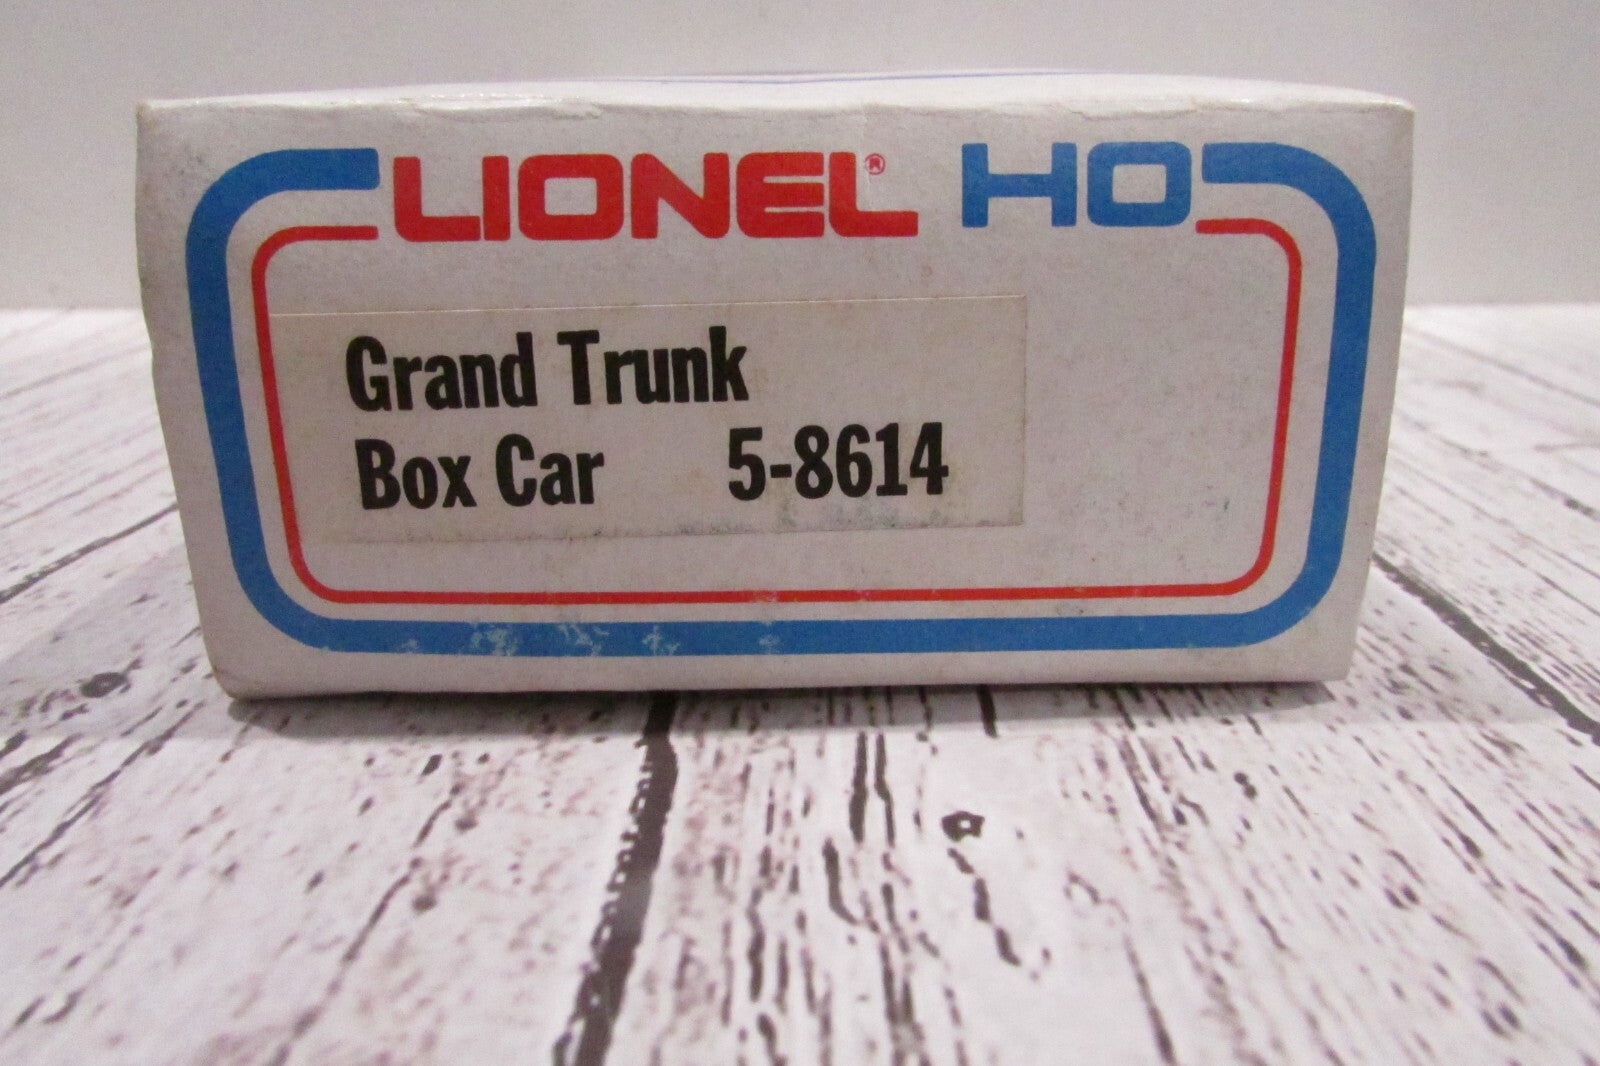 LIONEL® HO
Grand Trunk
Box Car 5-8614